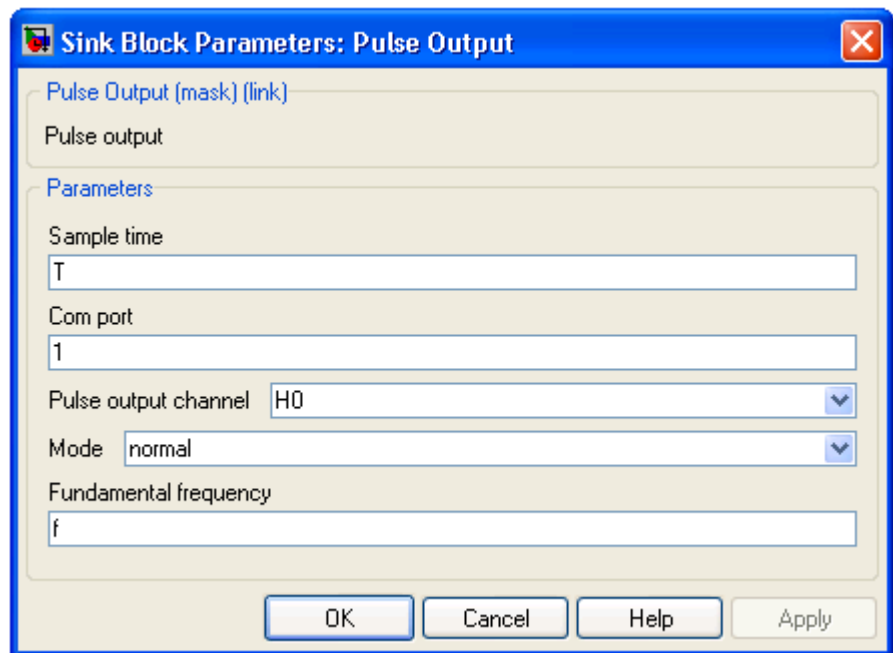 Sink Block Parameters: Pulse Output
Pulse Output (mask) (link)
Pulse output
Parameters
Sample time
T
Com port
1
Pulse output channel H0
Mode normal
Fundamental frequency
f
OK Cancel Help Apply